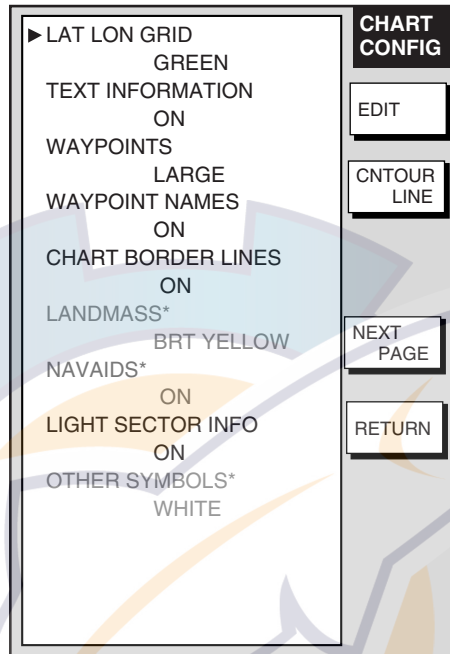 ►LAT LON GRID
GREEN
TEXT INFORMATION
ON
WAYPOINTS
LARGE
WAYPOINT NAMES
ON
CHART BORDER LINES
ON
LANDMASS*
BRT YELLOW
NAVAIDS*
ON
LIGHT SECTOR INFO
ON
OTHER SYMBOLS*
WHITE
CHART
CONFIG
EDIT
CNTOUR
LINE
NEXT
PAGE
RETURN